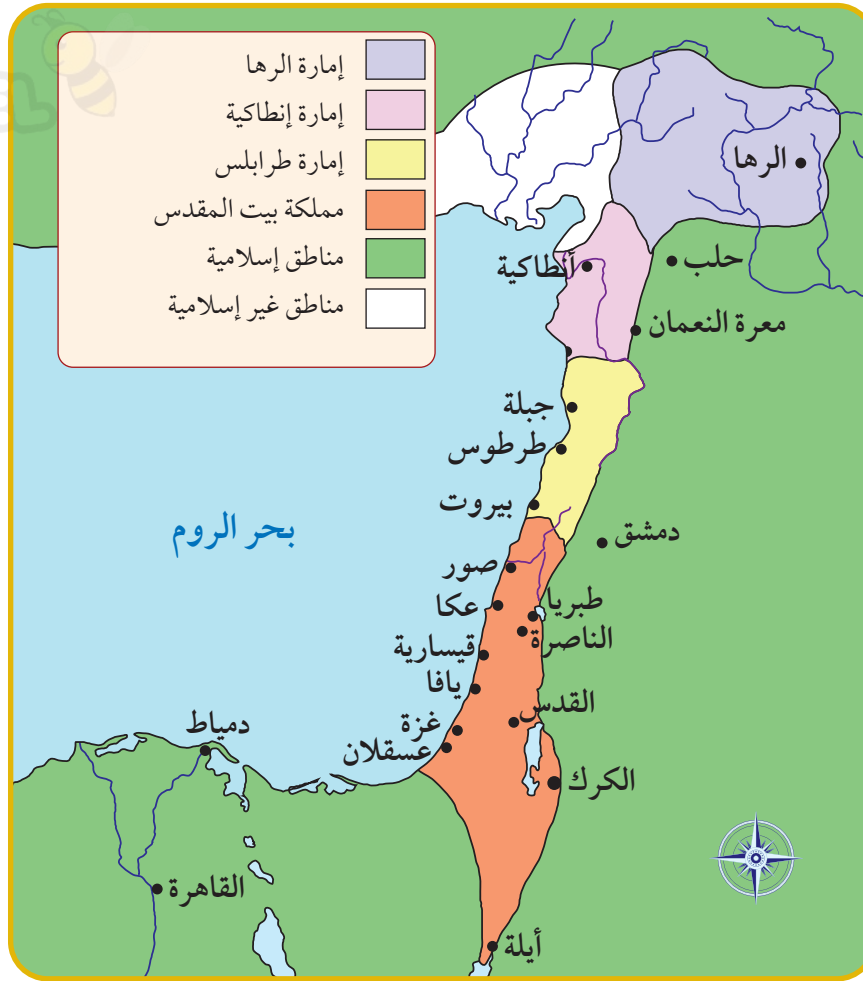 إمارة الرها
إمارة إنطاكية
إمارة طرابلس
مملكة بيت المقدس
مناطق إسلامية
مناطق غير إسلامية
الرها
حلب
أنطاكية
معرة النعمان
جبلة
طرطوس
بيروت
بحر الروم
دمشق
صور
طبريا
عكا
الناصرة
قيسارية
يافا
القدس
غزة
دمياط
عسقلان
الكرك
القاهرة
أيلة